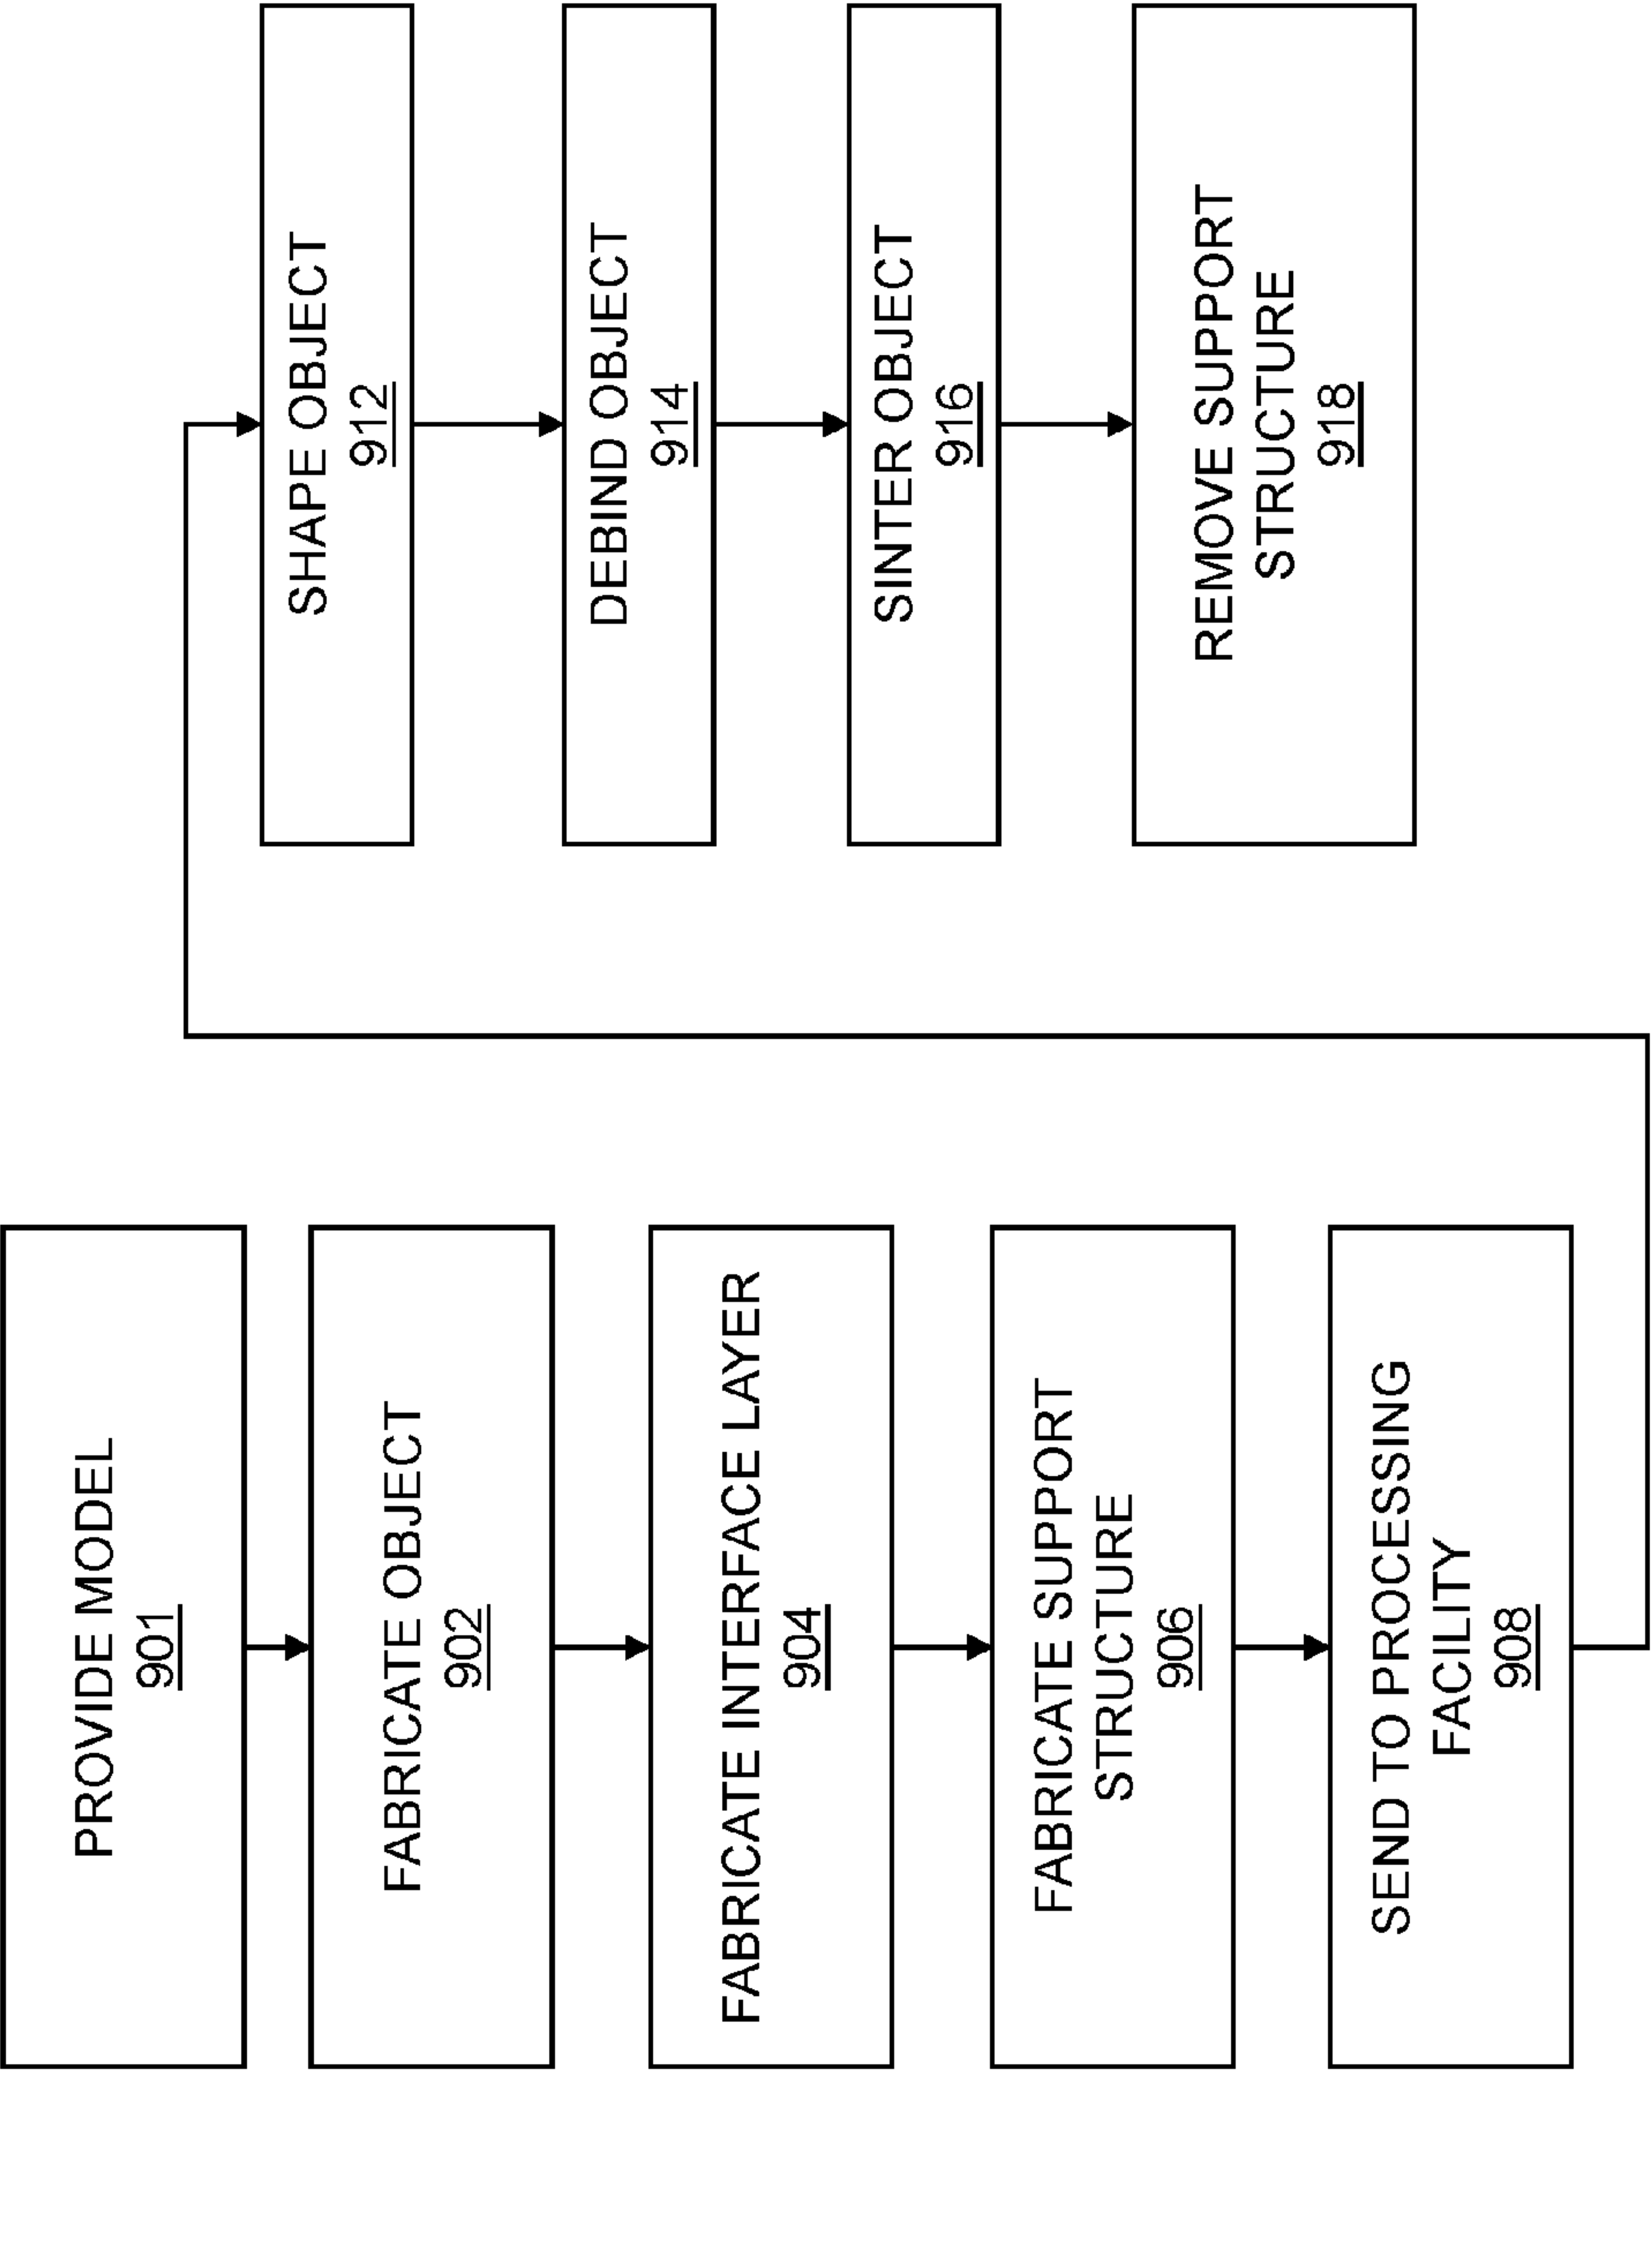 PROVIDE MODEL
901
FABRICATE OBJECT
902
FABRICATE INTERFACE LAYER
904
FABRICATE SUPPORT
STRUCTURE
906
SEND TO PROCESSING
FACILITY
908
SHAPE OBJECT
912
DEBIND OBJECT
914
SINTER OBJECT
916
REMOVE SUPPORT
STRUCTURE
918